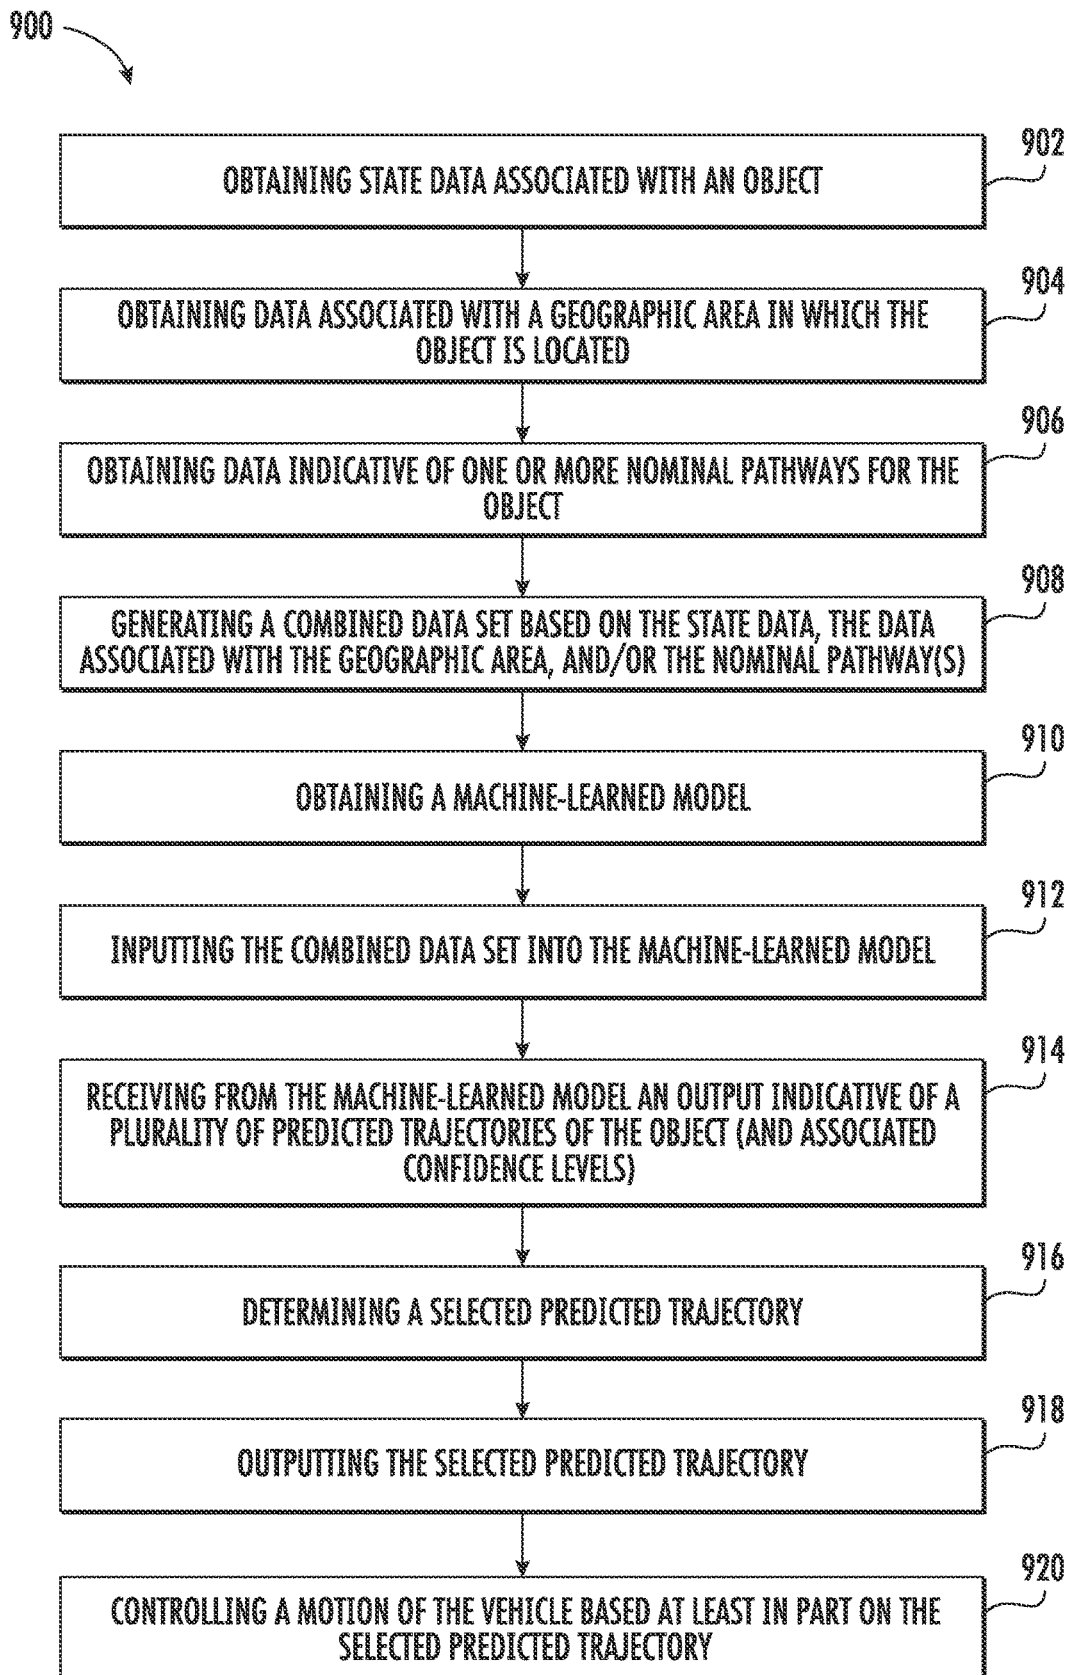 900
902
OBTAINING STATE DATA ASSOCIATED WITH AN OBJECT
904
OBTAINING DATA ASSOCIATED WITH A GEOGRAPHIC AREA IN WHICH THE
OBJECT IS LOCATED
906
OBTAINING DATA INDICATIVE OF ONE OR MORE NOMINAL PATHWAYS FOR THE
OBJECT
908
GENERATING A COMBINED DATA SET BASED ON THE STATE DATA, THE DATA
ASSOCIATED WITH THE GEOGRAPHIC AREA, AND/OR THE NOMINAL PATHWAY(S)
910
OBTAINING A MACHINE-LEARNED MODEL
912
INPUTTING THE COMBINED DATA SET INTO THE MACHINE-LEARNED MODEL
914
RECEIVING FROM THE MACHINE-LEARNED MODEL AN OUTPUT INDICATIVE OF A
PLURALITY OF PREDICTED TRAJECTORIES OF THE OBJECT (AND ASSOCIATED
CONFIDENCE LEVELS)
916
DETERMINING A SELECTED PREDICTED TRAJECTORY
918
OUTPUTTING THE SELECTED PREDICTED TRAJECTORY
920
CONTROLLING A MOTION OF THE VEHICLE BASED AT LEAST IN PART ON THE
SELECTED PREDICTED TRAJECTORY